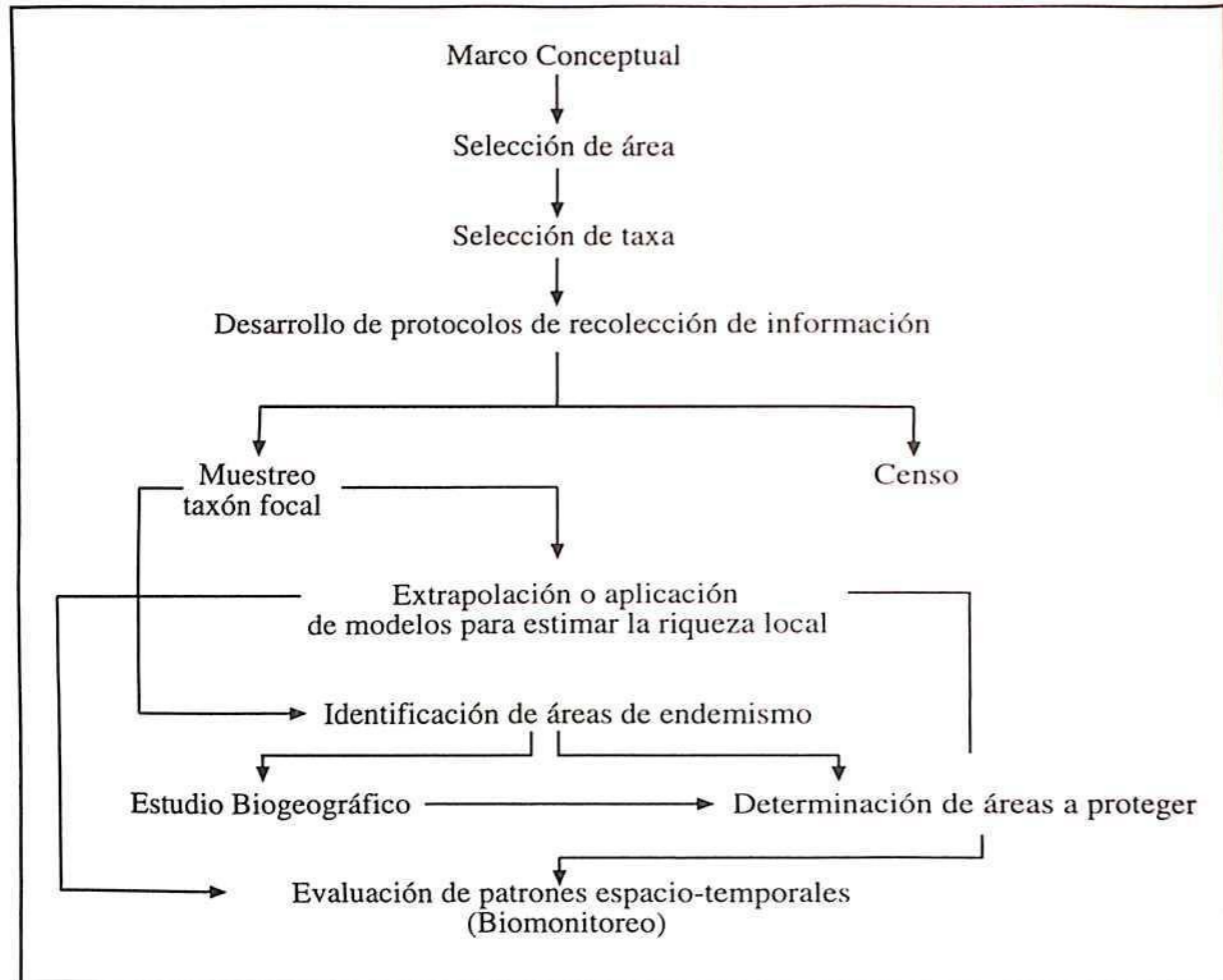 Marco Conceptual
Selección de área
Selección de taxa
Desarrollo de protocolos de recolección de información
Muestreo
taxón focal
Censo
Extrapolación o aplicación
de modelos para estimar la riqueza local
Identificación de áreas de endemismo
Estudio Biogeográfico
Determinación de áreas a proteger
Evaluación de patrones espacio-temporales
(Biomonitoreo)